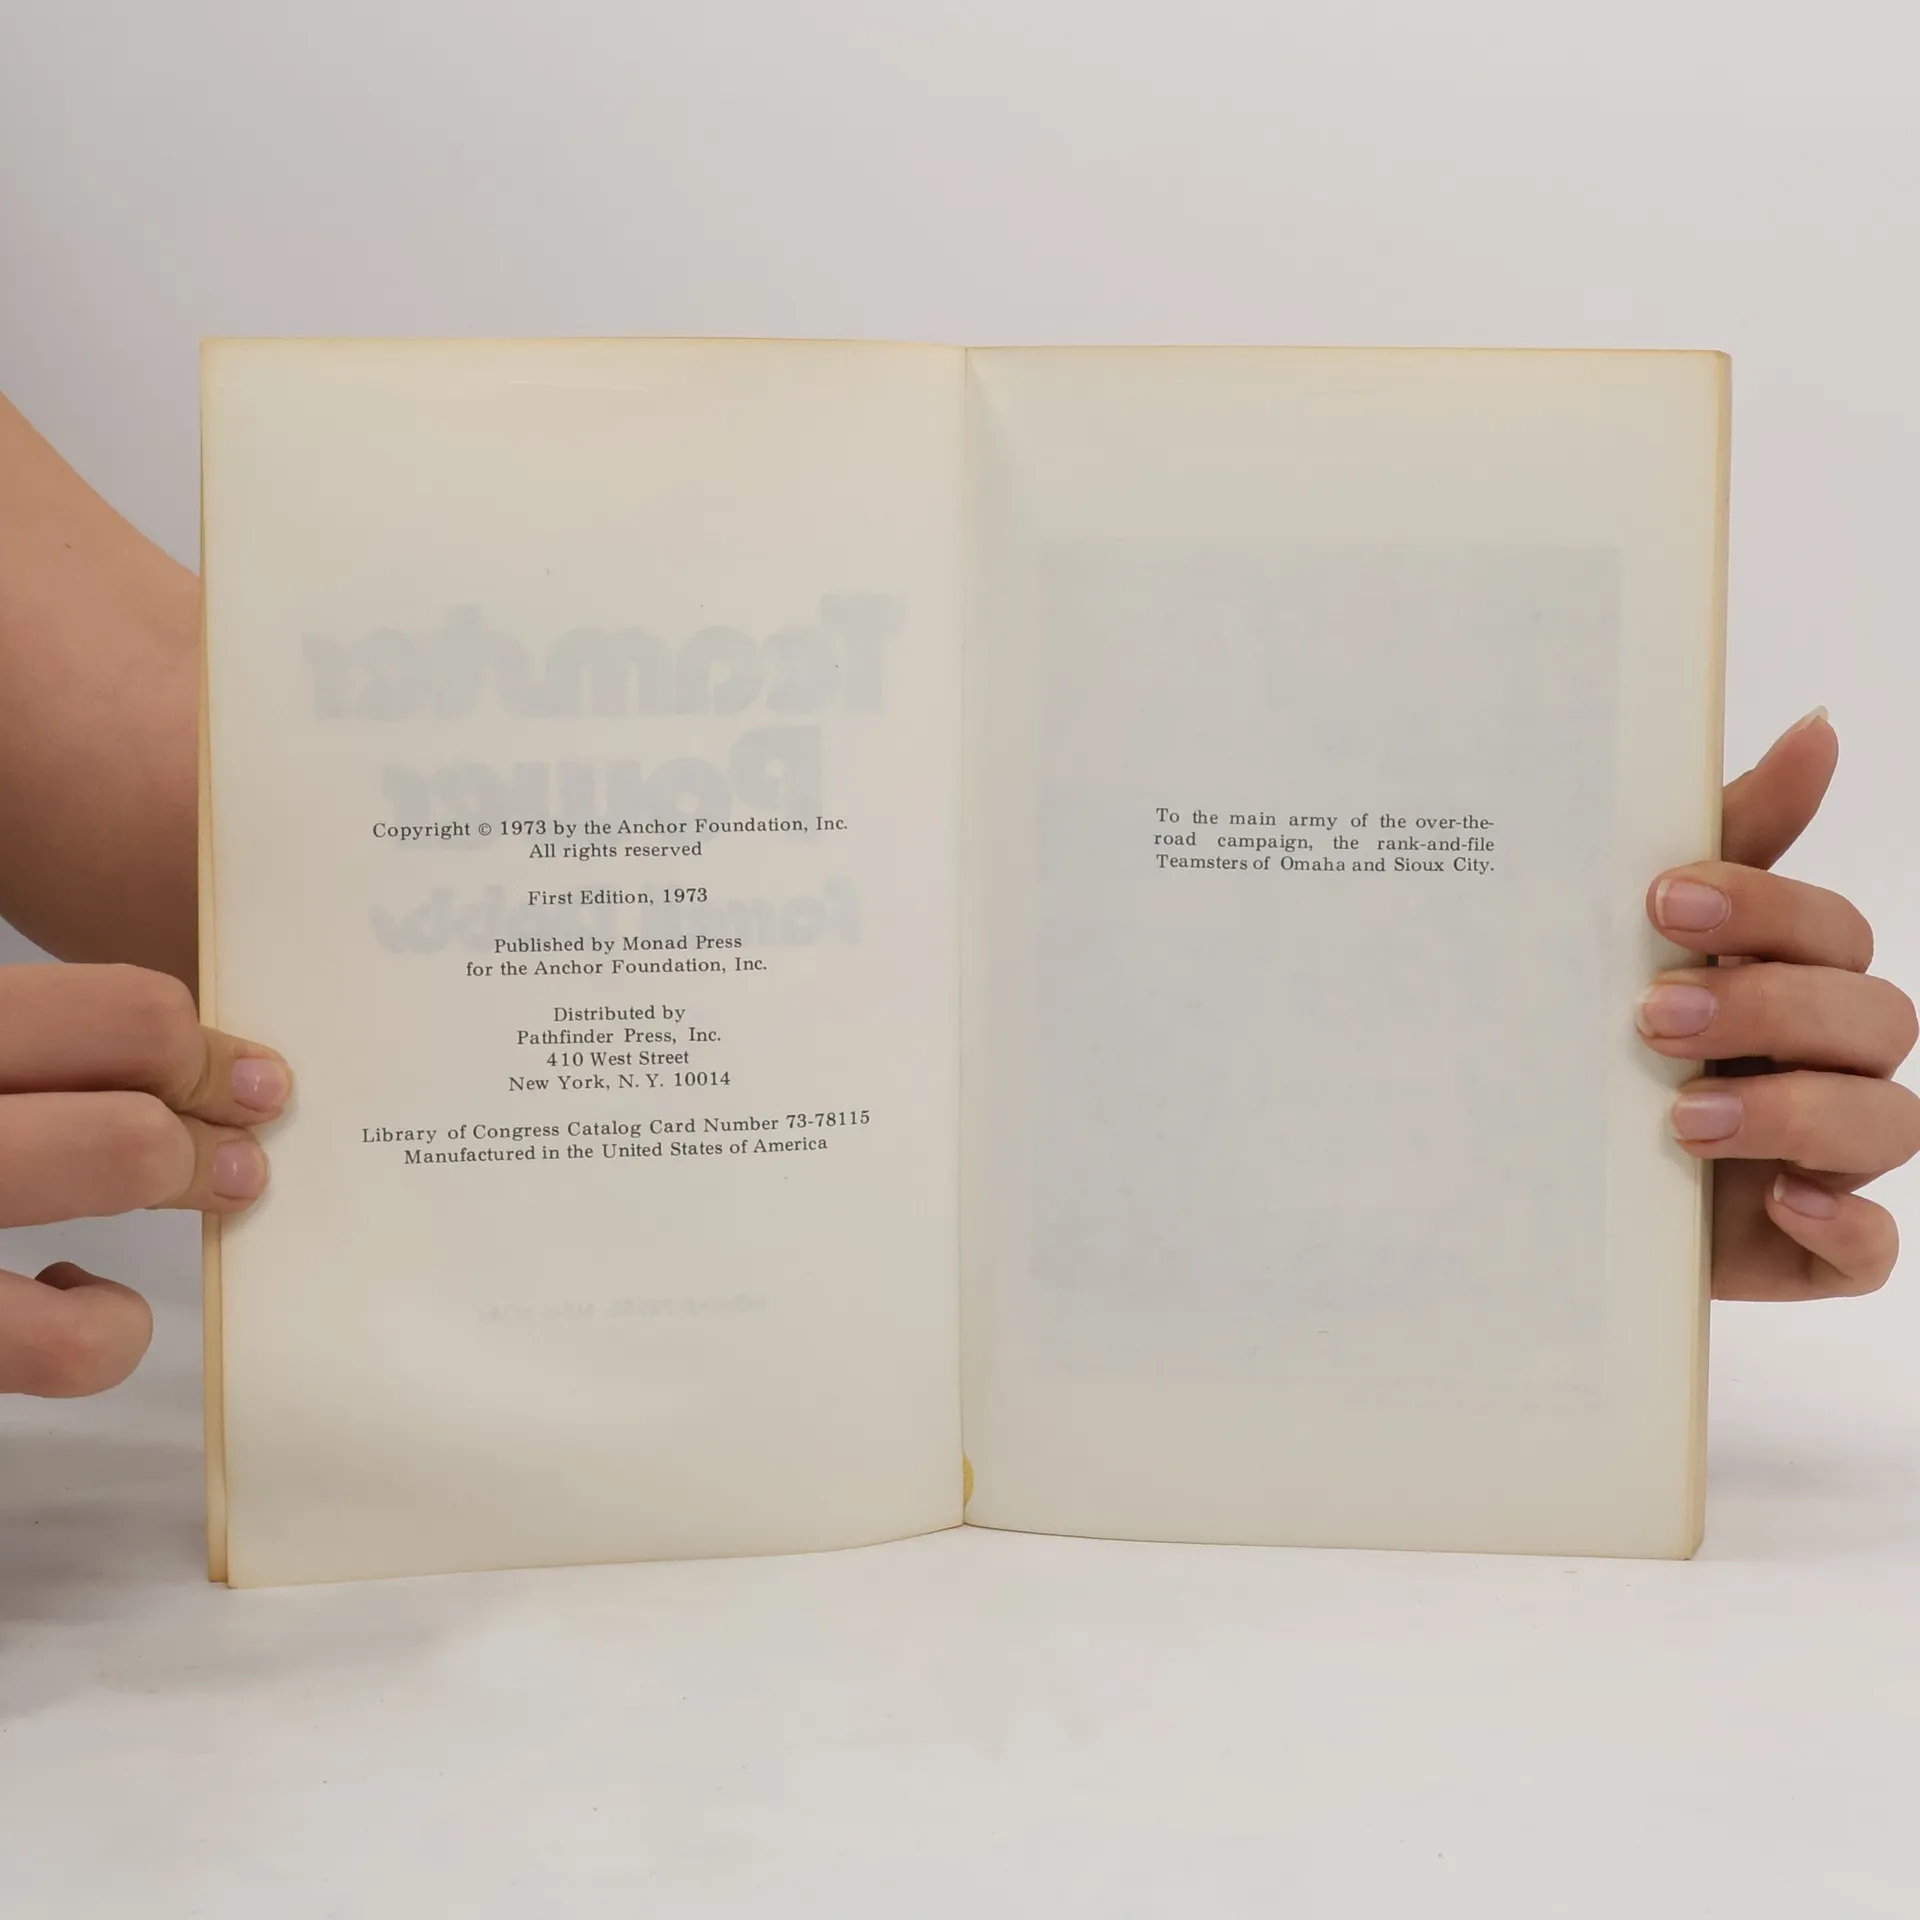 Copyright © 1973 by the Anchor Foundation, Inc.
All rights reserved
First Edition, 1973
Published by Monad Press
for the Anchor Foundation, Inc.
Distributed by
Pathfinder Press, Inc.
410 West Street
New York, N. Y. 10014
Library of Congress Catalog Card Number 73-78115
Manufactured in the United States of America
To the main army of the over-the-
road campaign, the rank-and-file
Teamsters of Omaha and Sioux City.